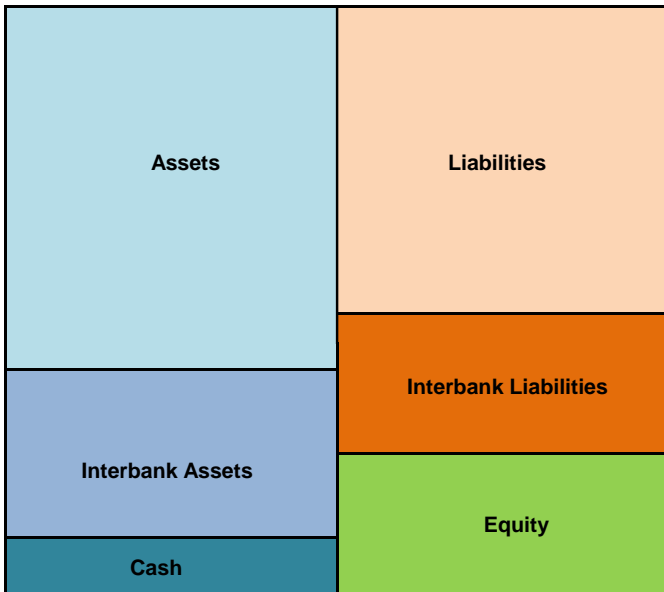 Assets
Liabilities
Interbank Liabilities
Interbank Assets
Equity
Cash